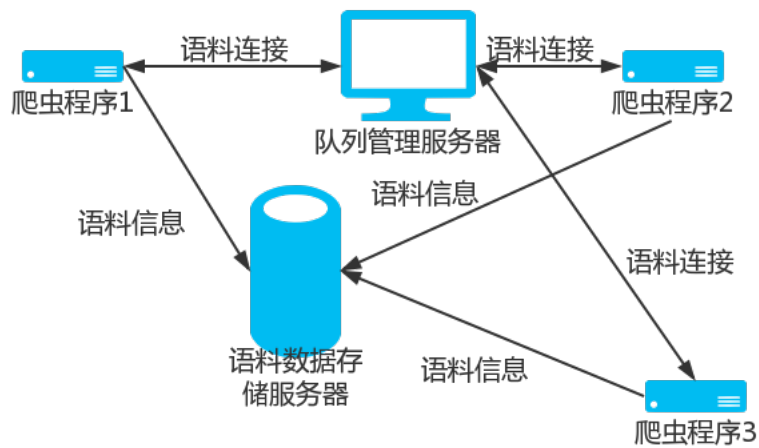 语料连接
语料连接
爬虫程序1
爬虫程序2
队列管理服务器
语料信息
语料信息
语料连接
语料数据存
储服务器
语料信息
爬虫程序3